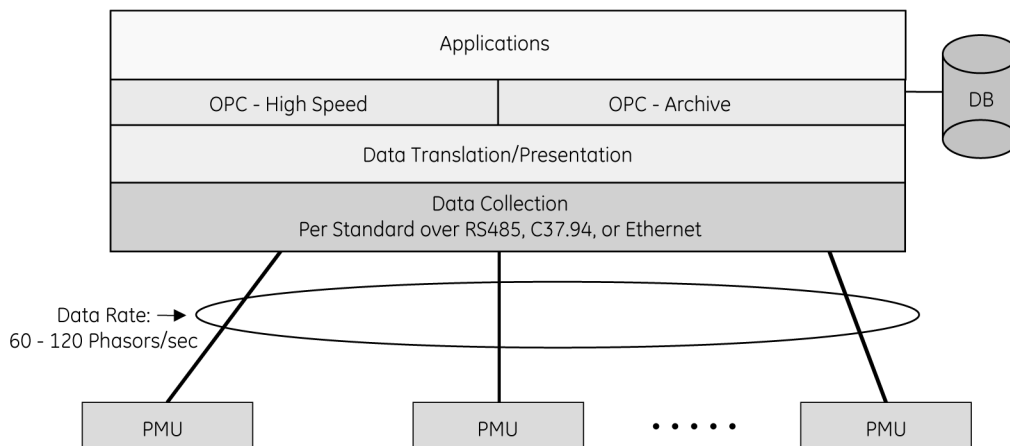 Applications
OPC - High Speed
OPC - Archive
DB
Data Translation/Presentation
Data Collection
Per Standard over RS485, C37.94, or Ethernet
Data Rate:
60 - 120 Phasors/sec
PMU
PMU
PMU